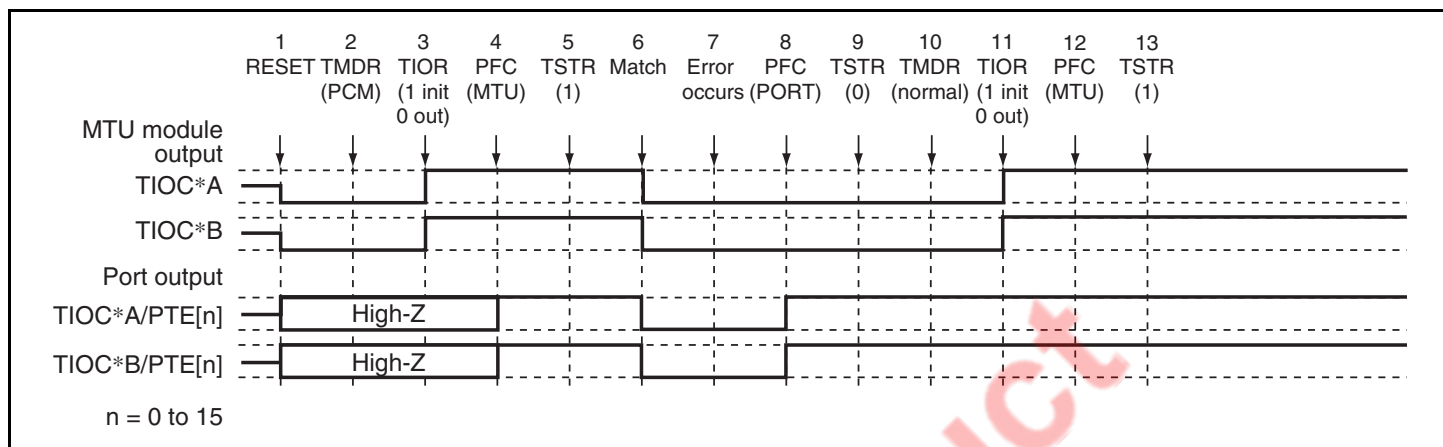 1 2 3 4 5 6 7 8 9 10 11 12 13
RESET TMDR TIOR PFC TSTR Match Error PFC TSTR TMDR TIOR PFC TSTR
(PCM) (1 init (MTU) (1) occurs (PORT) (0) (normal) (1 init (MTU) (1)
0 out) 0 out)
MTU module
output
TIOC*A
TIOC*B
Port output
TIOC*A/PTE[n] High-Z
TIOC*B/PTE[n] High-Z
n = 0 to 15
uct